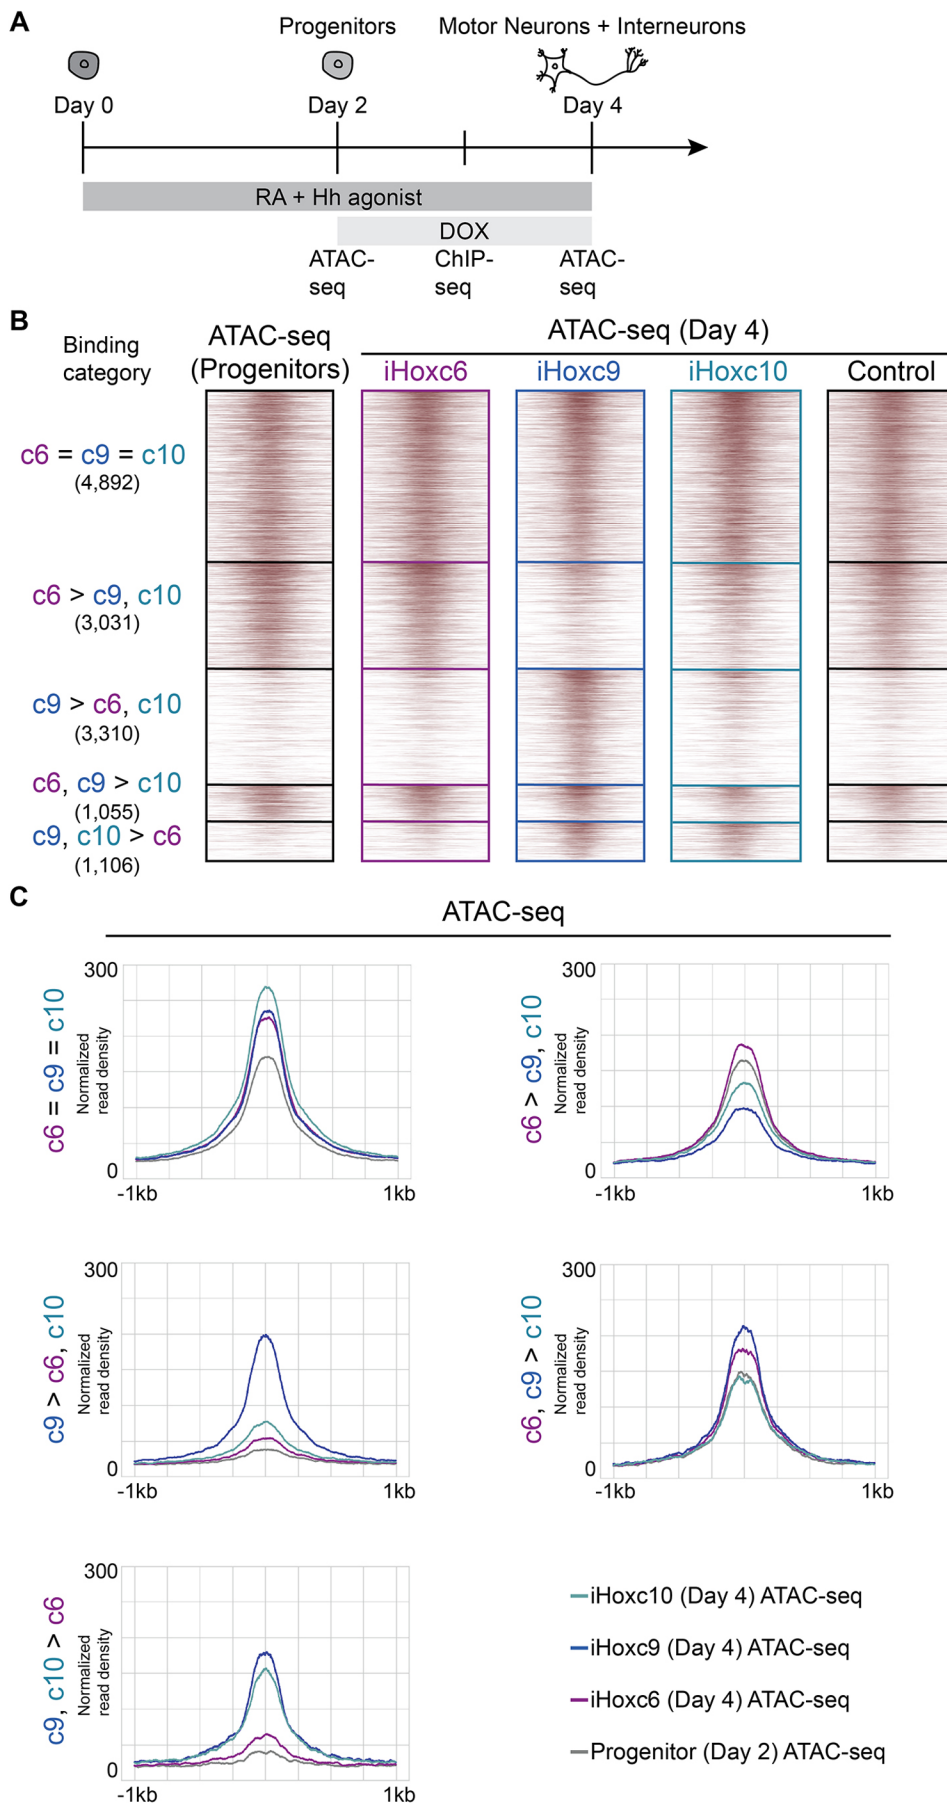 A
Progenitors
Motor Neurons + Interneurons
Day 0
Day 2
Day 4
RA + Hh agonist
DOX
ATAC-
seq
ChIP-
seq
ATAC-
seq
B
Binding
category
ATAC-seq
(Progenitors)
ATAC-seq (Day 4)
iHoxc6
iHoxc9
iHoxc10
Control
c6 = c9 = c10
(4,892)
c6 > c9, c10
(3,031)
c9 > c6, c10
(3,310)
c6, c9 > c10
(1,055)
c9, c10 > c6
(1,106)
C
ATAC-seq
c6 = c9 = c10
Normalized
read density
300
0
-1kb
1kb
c6 > c9, c10
Normalized
read density
300
0
-1kb
1kb
c9 > c6, c10
Normalized
read density
300
0
-1kb
1kb
c6, c9 > c10
Normalized
read density
300
0
-1kb
1kb
c9, c10 > c6
Normalized
read density
300
0
-1kb
1kb
iHoxc10 (Day 4) ATAC-seq
iHoxc9 (Day 4) ATAC-seq
iHoxc6 (Day 4) ATAC-seq
Progenitor (Day 2) ATAC-seq